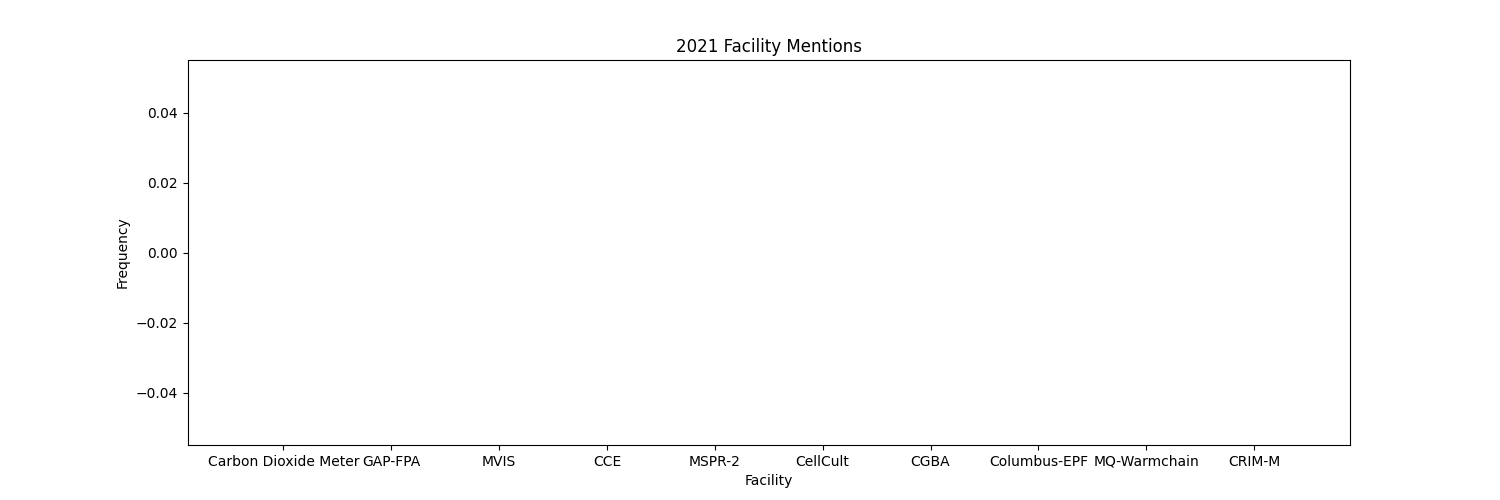 2021 Facility Mentions
0.04
0.02
0.00
−0.02
−0.04
Frequency
Carbon Dioxide Meter GAP-FPA MVIS CCE MSPR-2 CellCult CGBA Columbus-EPF MQ-Warmchain CRIM-M
Facility